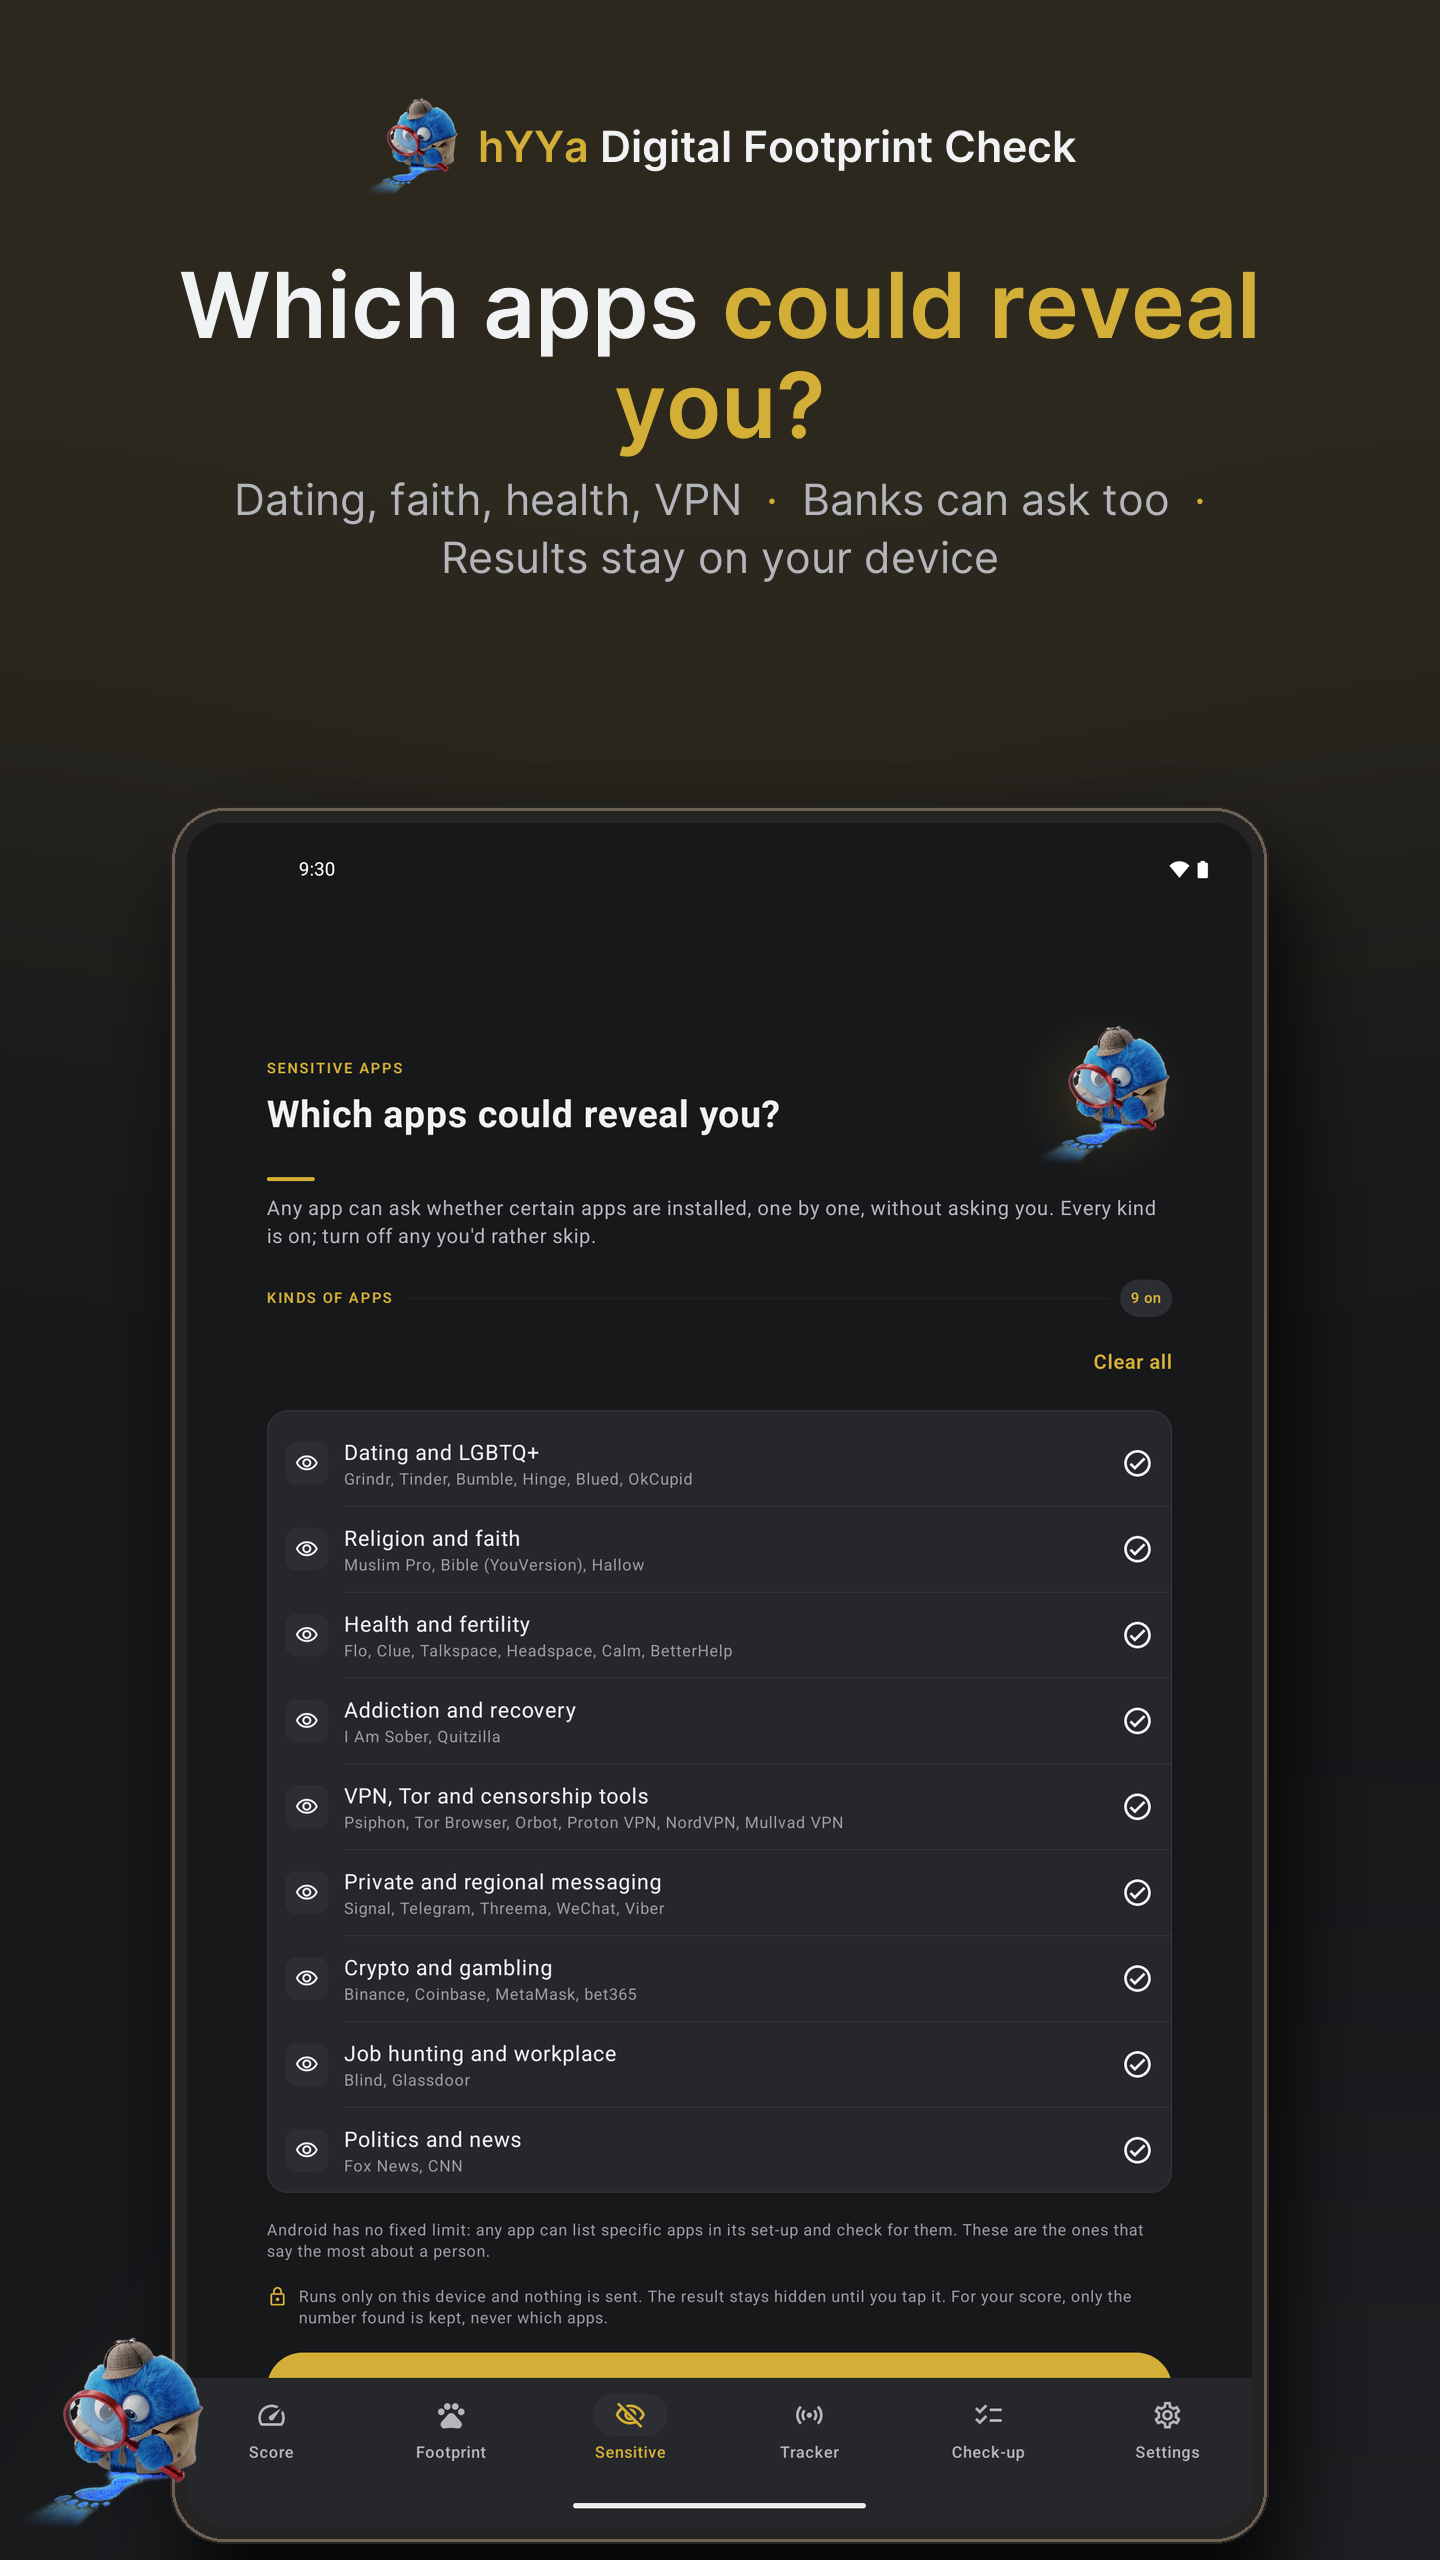 hYYa Digital Footprint Check
Which apps could reveal
you?
Dating, faith, health, VPN · Banks can ask too ·
Results stay on your device
9:30
SENSITIVE APPS
Which apps could reveal you?
Any app can ask whether certain apps are installed, one by one, without asking you. Every kind
is on; turn off any you'd rather skip.
KINDS OF APPS
9 on
Clear all
Dating and LGBTQ+
Grindr, Tinder, Bumble, Hinge, Blued, OkCupid
Religion and faith
Muslim Pro, Bible (YouVersion), Hallow
Health and fertility
Flo, Clue, Talkspace, Headspace, Calm, BetterHelp
Addiction and recovery
I Am Sober, Quitzilla
VPN, Tor and censorship tools
Psiphon, Tor Browser, Orbot, Proton VPN, NordVPN, Mullvad VPN
Private and regional messaging
Signal, Telegram, Threema, WeChat, Viber
Crypto and gambling
Binance, Coinbase, MetaMask, bet365
Job hunting and workplace
Blind, Glassdoor
Politics and news
Fox News, CNN
Android has no fixed limit: any app can list specific apps in its set-up and check for them. These are the ones that
say the most about a person.
Runs only on this device and nothing is sent. The result stays hidden until you tap it. For your score, only the
number found is kept, never which apps.
Score
Footprint
Sensitive
Tracker
Check-up
Settings